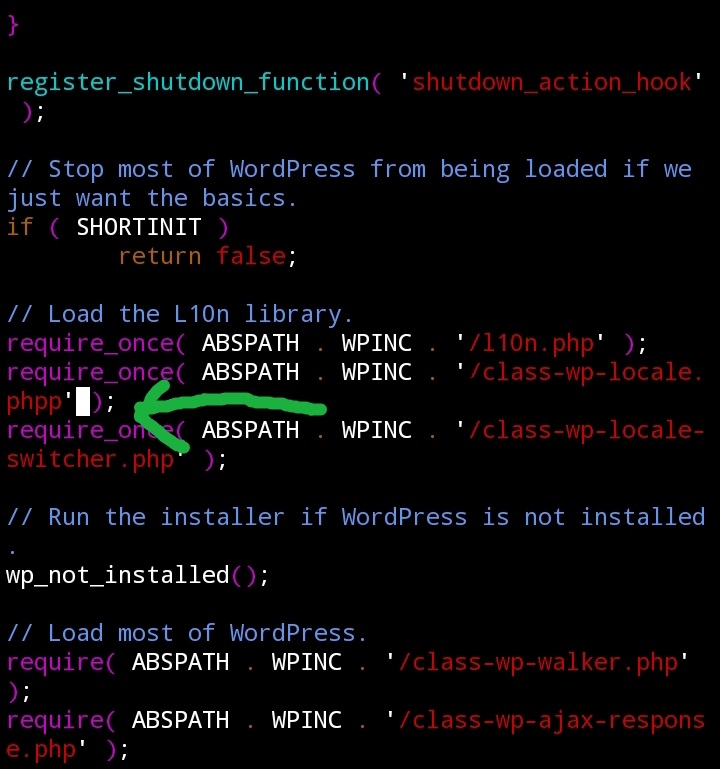 }
register_shutdown_function( 'shutdown_action_hook'
 );
// Stop most of WordPress from being loaded if we
just want the basics.
if ( SHORTINIT )
        return false;
// Load the L10n library.
require_once( ABSPATH . WPINC . '/l10n.php' );
require_once( ABSPATH . WPINC . '/class-wp-locale.
phpp' );
require_once( ABSPATH . WPINC . '/class-wp-locale-
switcher.php' );
// Run the installer if WordPress is not installed
.
wp_not_installed();
// Load most of WordPress.
require( ABSPATH . WPINC . '/class-wp-walker.php'
);
require( ABSPATH . WPINC . '/class-wp-ajax-respons
e.php' );